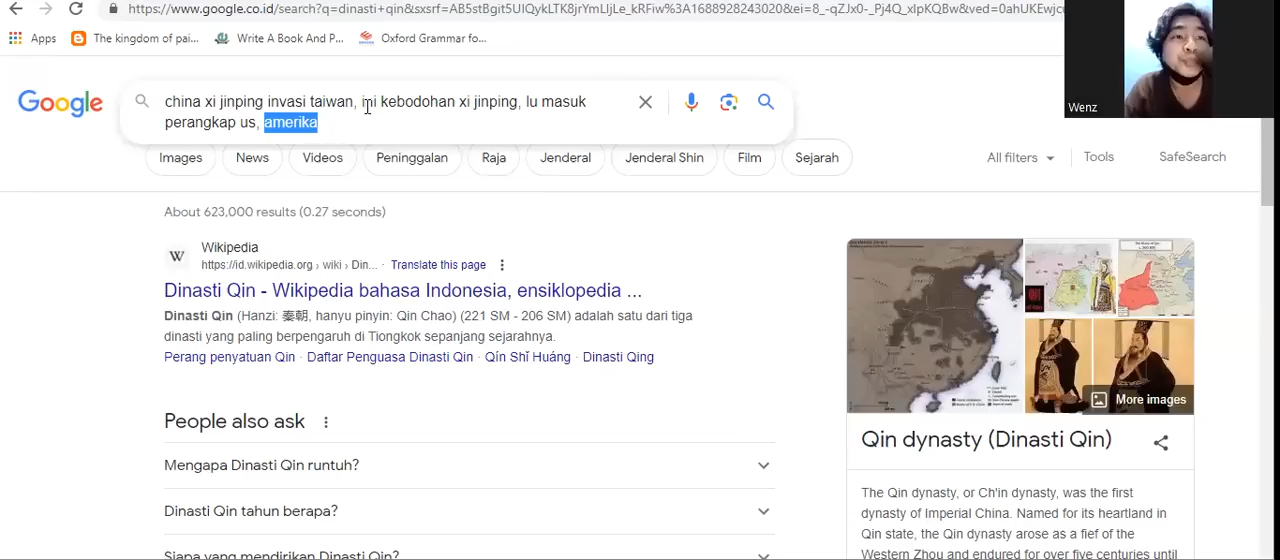 https://www.google.co.id/search?q=dinasti+qin&sxsrf=AB5stBgit5UIQykLTK8jrYmLIjLe_kRFiw%3A1688928243020&ei=8_-qZJx0-_Pj4Q_xlpKQBw&ved=0ahUKEwjcu
Apps
The kingdom of pai...
Write A Book And P...
Oxford Grammar fo...
Wenz
Google
china xi jinping invasi taiwan, ini kebodohan xi jinping, lu masuk
perangkap us, amerika
Images
News
Videos
Peninggalan
Raja
Jenderal
Jenderal Shin
Film
Sejarah
All filters
Tools
SafeSearch
About 623,000 results (0.27 seconds)
W
Wikipedia
https://id.wikipedia.org › wiki › Din... · Translate this page
Dinasti Qin - Wikipedia bahasa Indonesia, ensiklopedia ...
Dinasti Qin (Hanzi: 秦朝, hanyu pinyin: Qin Chao) (221 SM - 206 SM) adalah satu dari tiga
dinasti yang paling berpengaruh di Tiongkok sepanjang sejarahnya.
Perang penyatuan Qin · Daftar Penguasa Dinasti Qin · Qín Shǐ Huáng · Dinasti Qing
People also ask
Mengapa Dinasti Qin runtuh?
Dinasti Qin tahun berapa?
Siapa yang mendirikan Dinasti Qin?
More images
Qin dynasty (Dinasti Qin)
The Qin dynasty, or Ch'in dynasty, was the first
dynasty of Imperial China. Named for its heartland in
Qin state, the Qin dynasty arose as a fief of the
Western Zhou and endured for over five centuries until